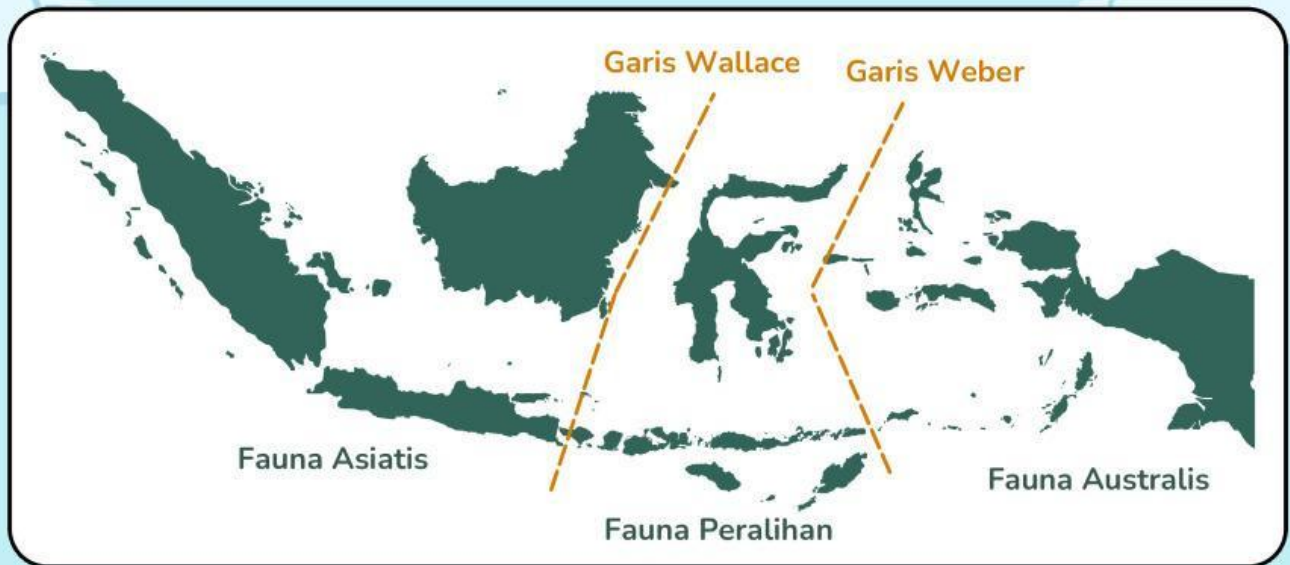 Garis Wallace
Garis Weber
Fauna Asiatis
Fauna Australis
Fauna Peralihan